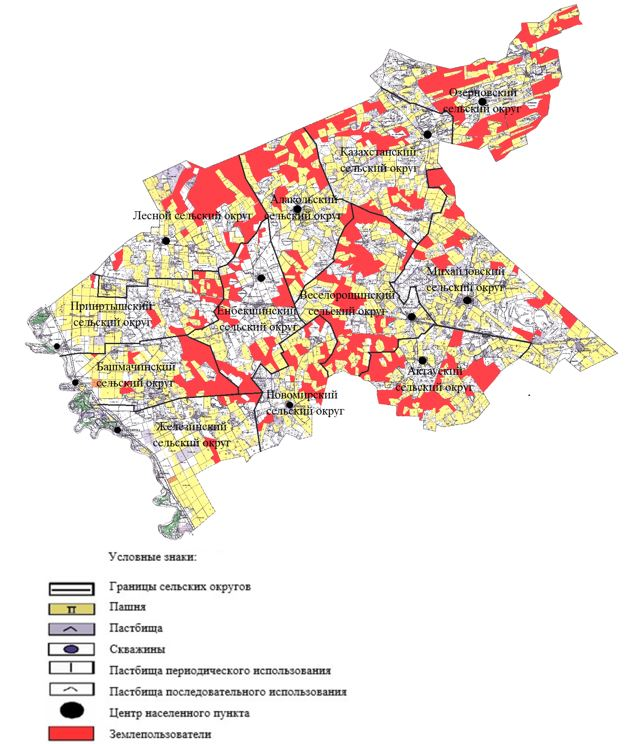 Озерновский
сельский округ
Казахстанский
сельский округ
Алакольский
сельский округ
Лесной сельский округ
Михайловский
сельский округ
Веселорощинский
сельский округ
Прииртышский
сельский округ
Енбекшинский
сельский округ
Башмачинский
сельский округ
Актауский
сельский округ
Новомирский
сельский округ
Железинский
сельский округ
Условные знаки:
Границы сельских округов
П
Пашня
Пастбища
Скважины
Пастбища периодического использования
Пастбища последовательного использования
Центр населенного пункта
Землепользователи